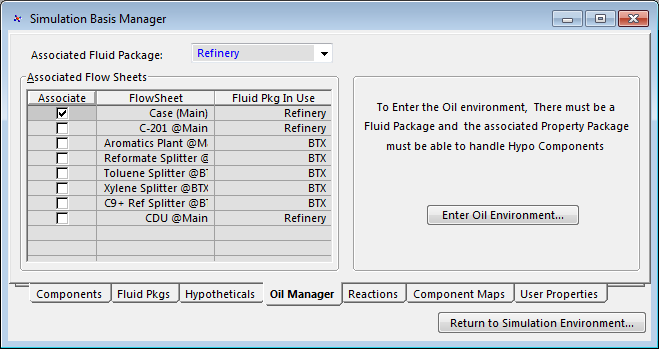 Simulation Basis Manager
Associated Fluid Package: Refinery
Associated Flow Sheets
Associate FlowSheet Fluid Pkg In Use
Case (Main) Refinery
C-201 @Main Refinery
Aromatics Plant @M BTX
Reformate Splitter @ BTX
Toluene Splitter @B BTX
Xylene Splitter @BTX BTX
C9+ Ref Splitter @B BTX
CDU @Main Refinery
To Enter the Oil environment, There must be a
Fluid Package and the associated Property Package
must be able to handle Hypo Components
Enter Oil Environment...
Components Fluid Pkgs Hypotheticals Oil Manager Reactions Component Maps User Properties
Return to Simulation Environment...